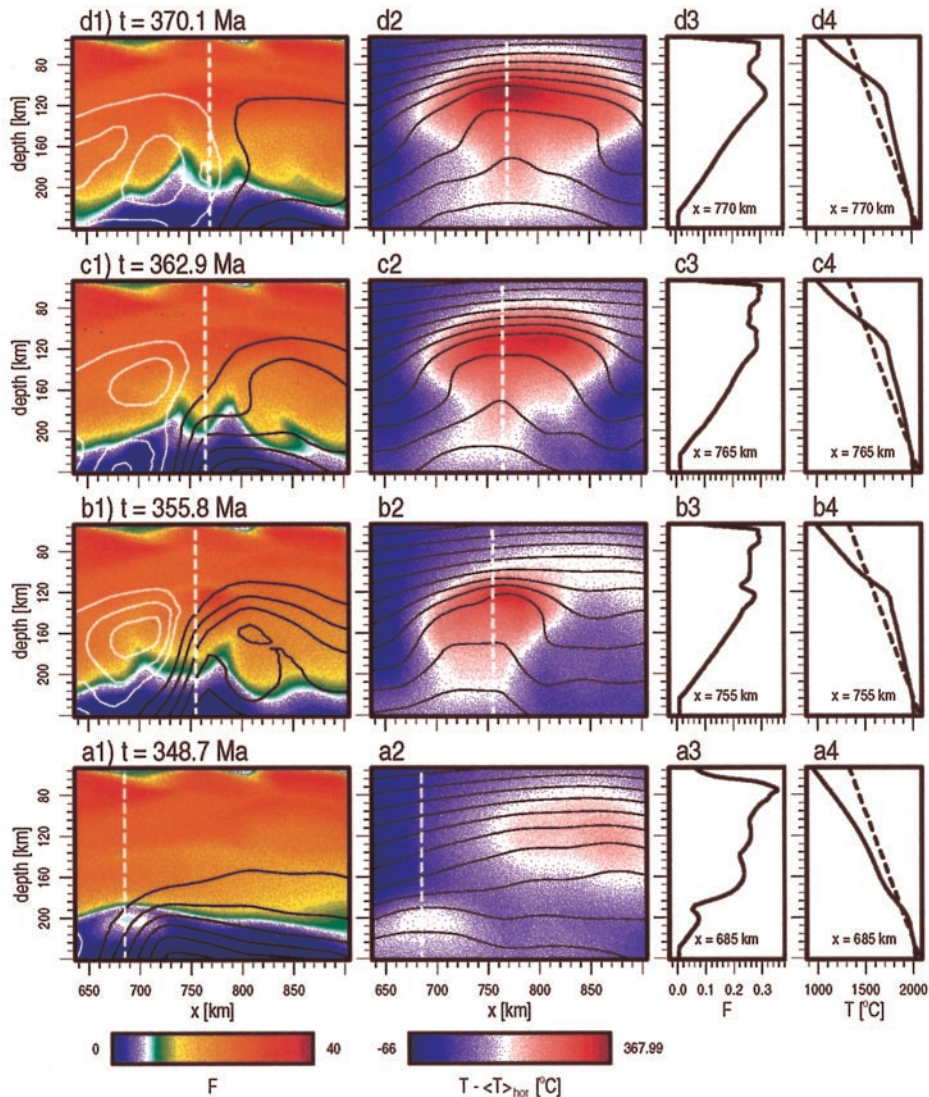 d1) t = 370.1 Ma
d2
d3
d4
depth [km]
80
120
160
200
x = 770 km
x = 770 km
c1) t = 362.9 Ma
c2
c3
c4
depth [km]
80
120
160
200
x = 765 km
x = 765 km
b1) t = 355.8 Ma
b2
b3
b4
depth [km]
80
120
160
200
x = 755 km
x = 755 km
a1) t = 348.7 Ma
a2
a3
a4
depth [km]
80
120
160
200
x = 685 km
x = 685 km
650 700 750 800 850
650 700 750 800 850
0.0 0.1 0.2 0.3
1000 1500 2000
x [km]
x [km]
F
T [°C]
0
40
-66
367.99
F
T - <T>hor [°C]